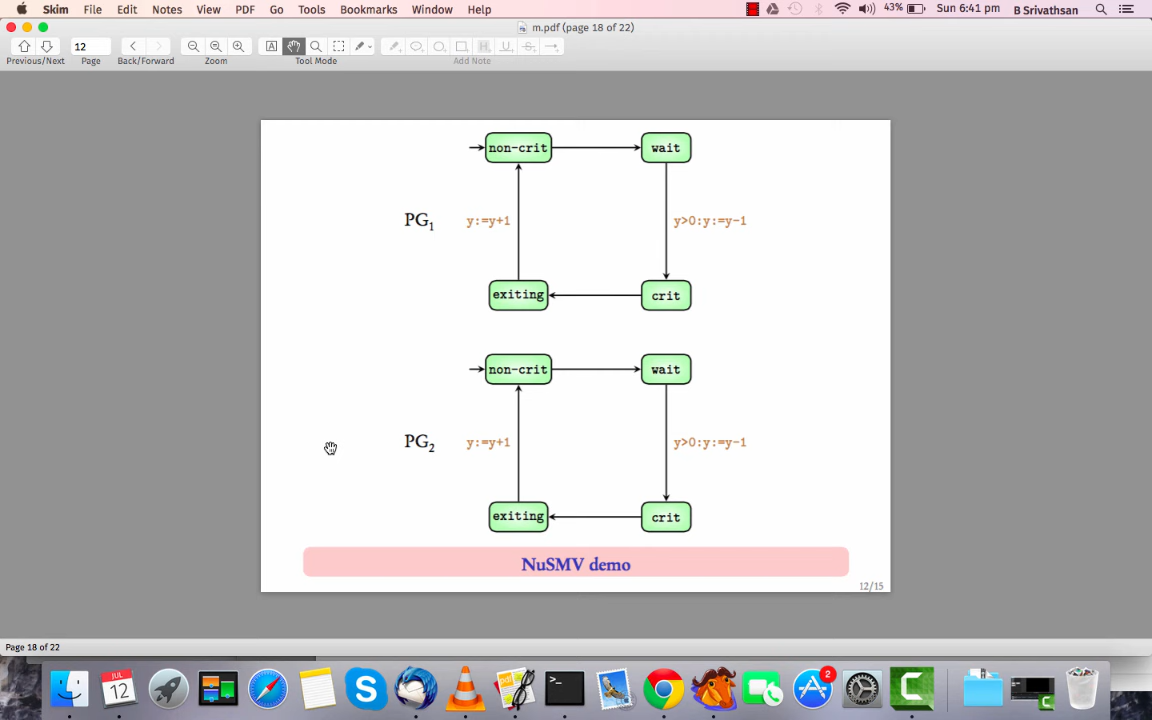 Skim File Edit Notes View PDF Go Tools Bookmarks Window Help 43% Sun 6:41 pm B Srivathsan
m.pdf (page 18 of 22)
12
Previous/Next Page Back/Forward Zoom Tool Mode Add Note
non-crit wait
PG1 y:=y+1 y>0:y:=y-1
exiting crit
non-crit wait
PG2 y:=y+1 y>0:y:=y-1
exiting crit
NuSMV demo
12/15
Page 18 of 22
JUL
12
2